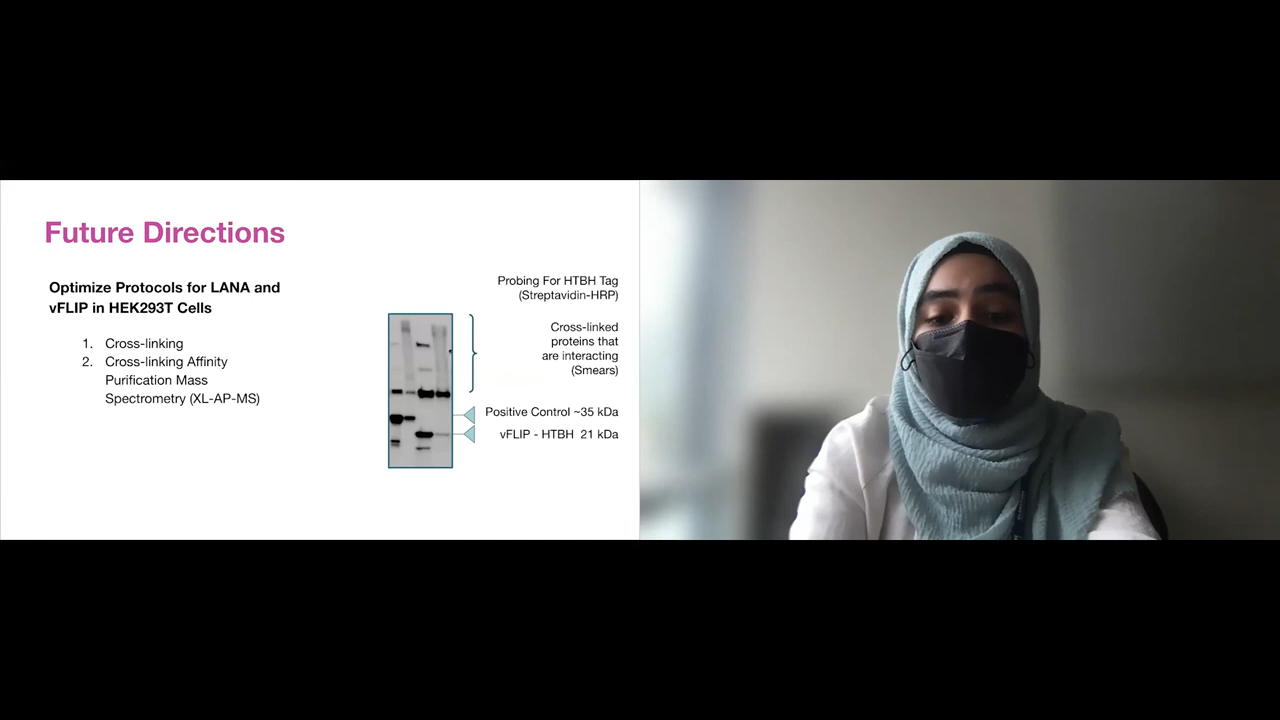 Future Directions
Optimize Protocols for LANA and
vFLIP in HEK293T Cells
1. Cross-linking
2. Cross-linking Affinity
Purification Mass
Spectrometry (XL-AP-MS)
Probing For HTBH Tag
(Streptavidin-HRP)
Cross-linked
proteins that
are interacting
(Smears)
Positive Control ~35 kDa
vFLIP - HTBH 21 kDa